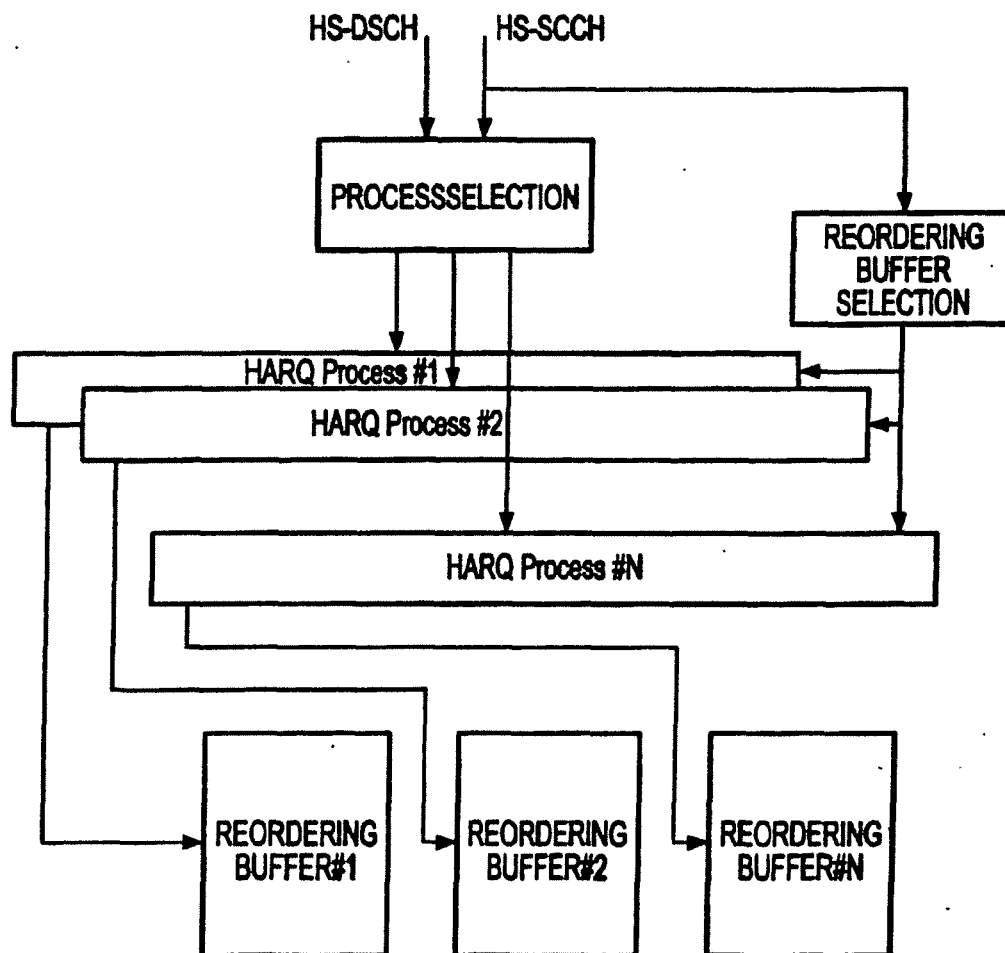 HS-DSCH HS-SCCH
PROCESSSELECTION
REORDERING
BUFFER
SELECTION
HARQ Process #1
HARQ Process #2
HARQ Process #N
REORDERING
BUFFER#1
REORDERING
BUFFER#2
REORDERING
BUFFER#N